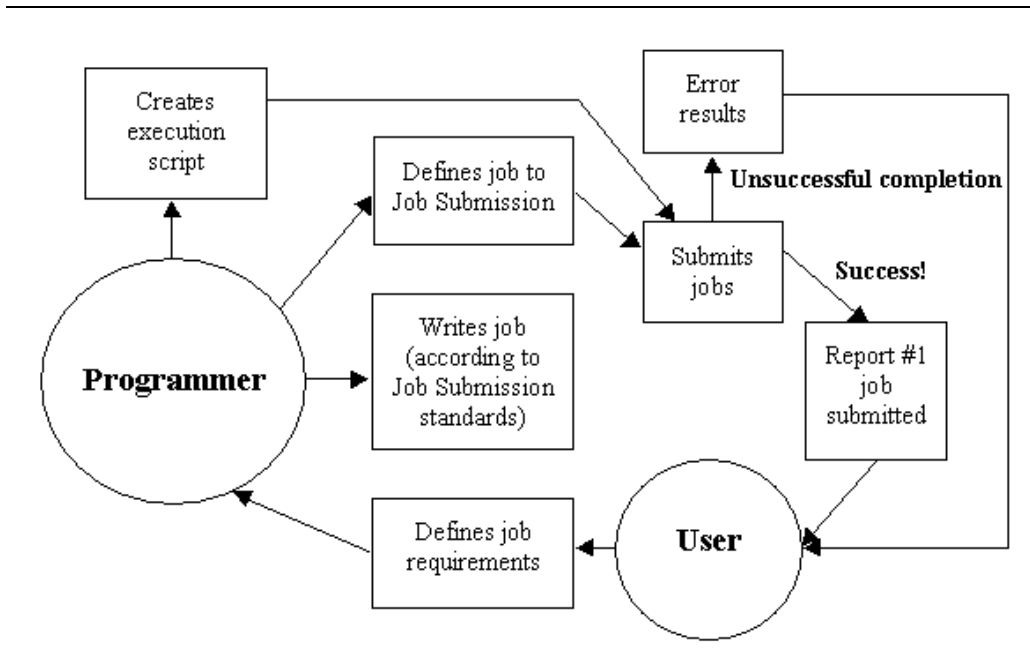 Creates
execution
script
Error
results
Defines job to
Job Submission
Unsuccessful completion
Submits
jobs
Success!
Writes job
(according to
Job Submission
standards)
Report #1
job
submitted
Programmer
Defines job
requirements
User